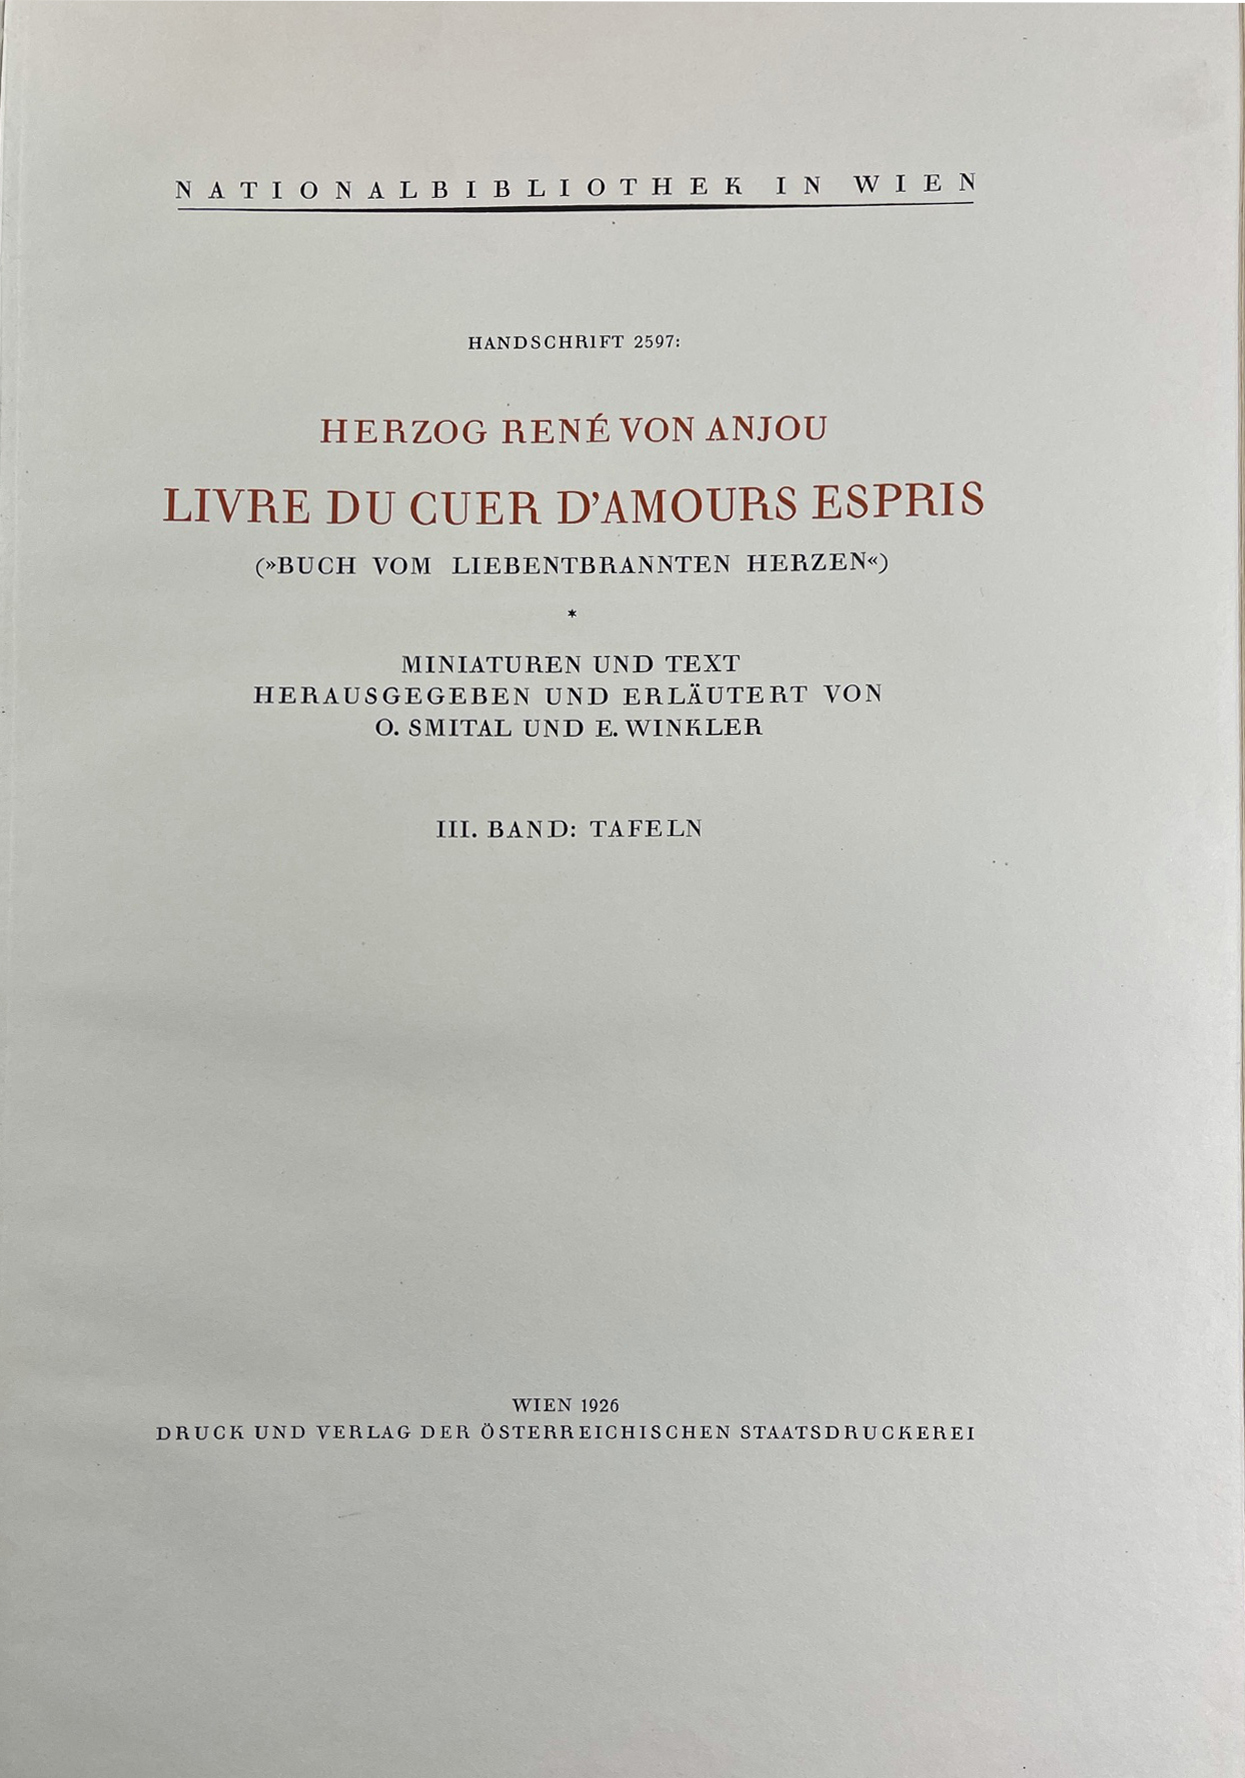 NATIONALBIBLIOTHEK IN WIEN
HANDSCHRIFT 2597:
HERZOG RENÉ VON ANJOU
LIVRE DU CUER D’AMOURS ESPRIS
(»BUCH VOM LIEBENTBRANNTEN HERZEN«)
*
MINIATUREN UND TEXT
HERAUSGEGEBEN UND ERLÄUTERT VON
O. SMITAL UND E. WINKLER
III. BAND: TAFELN
WIEN 1926
DRUCK UND VERLAG DER ÖSTERREICHISCHEN STAATSDRUCKEREI